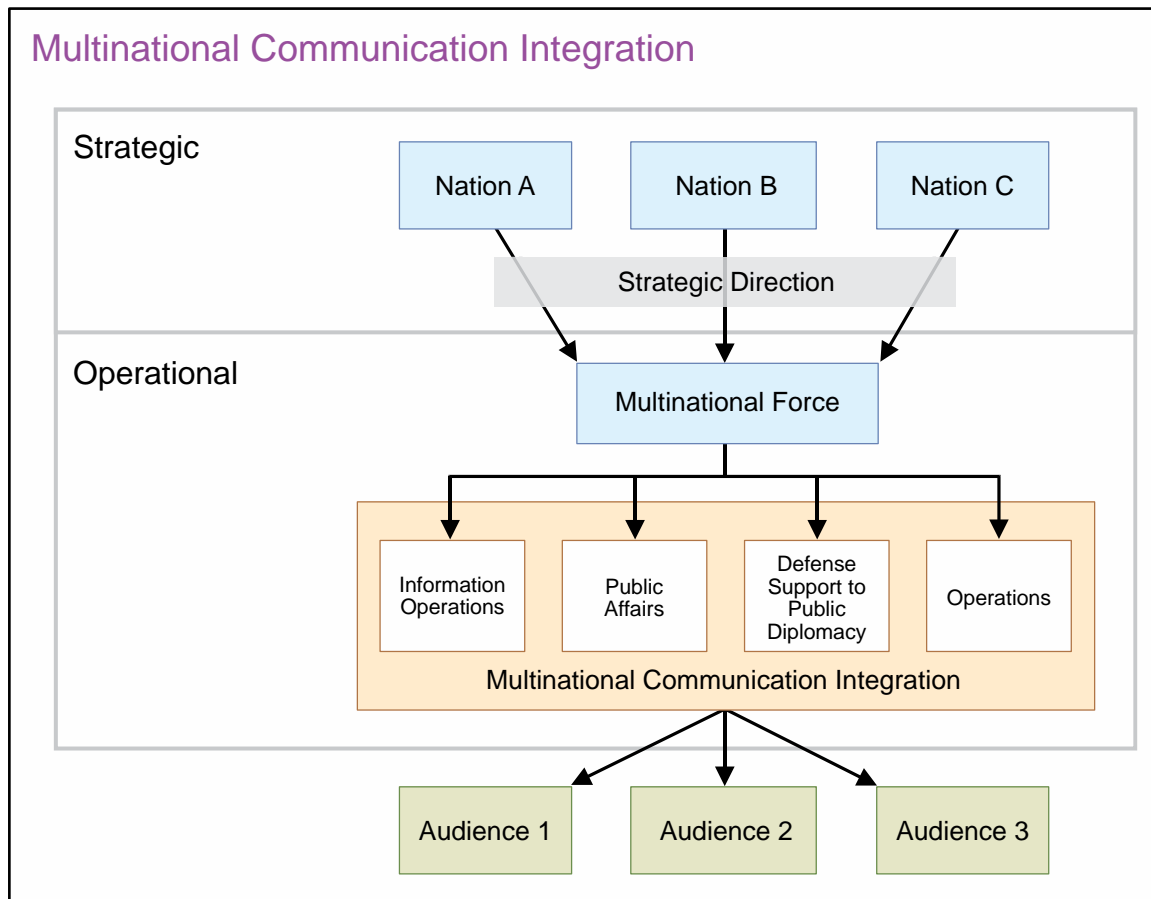 Multinational Communication Integration
Strategic
Nation A
Nation B
Nation C
Strategic Direction
Operational
Multinational Force
Information
Operations
Public
Affairs
Defense
Support to
Public
Diplomacy
Operations
Multinational Communication Integration
Audience 1
Audience 2
Audience 3